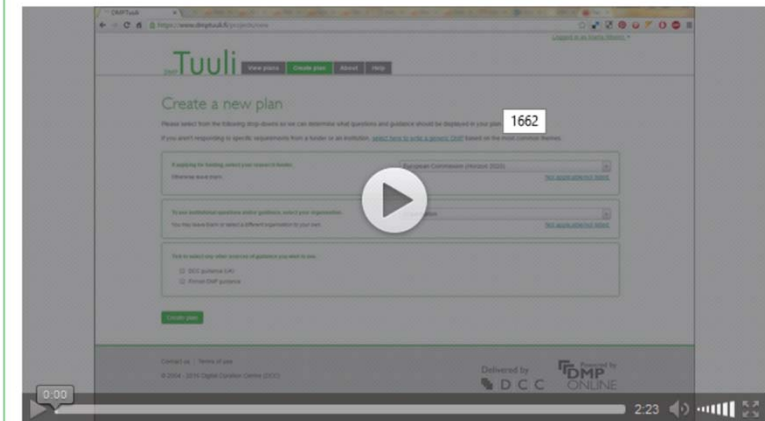 DMPTuuli
https://www.dmptuuli.fi/projects/new
DMP Tuuli
View plans Create plan About Help
Create a new plan
Please select from the following drop-downs so we can determine what questions and guidance should be displayed in your plan
1662
If you aren't responding to specific requirements from a funder or an institution, select here to write a generic DMP based on the most common themes.
If applying for funding, select your research funder.
European Commission (Horizon 2020)
Otherwise leave blank
Not applicable/not listed.
To see institutional questions and/or guidance, select your organisation.
You may leave blank or select a different organisation to your own.
Not applicable/not listed.
Tick to select any other sources of guidance you wish to see.
DCC guidance (UK)
guidance
Create plan
Contact us | Terms of use
Digital Curation Centre (DCC)
Delivered by
DCC
Powered by
DMP
ONLINE
0:00
2:23